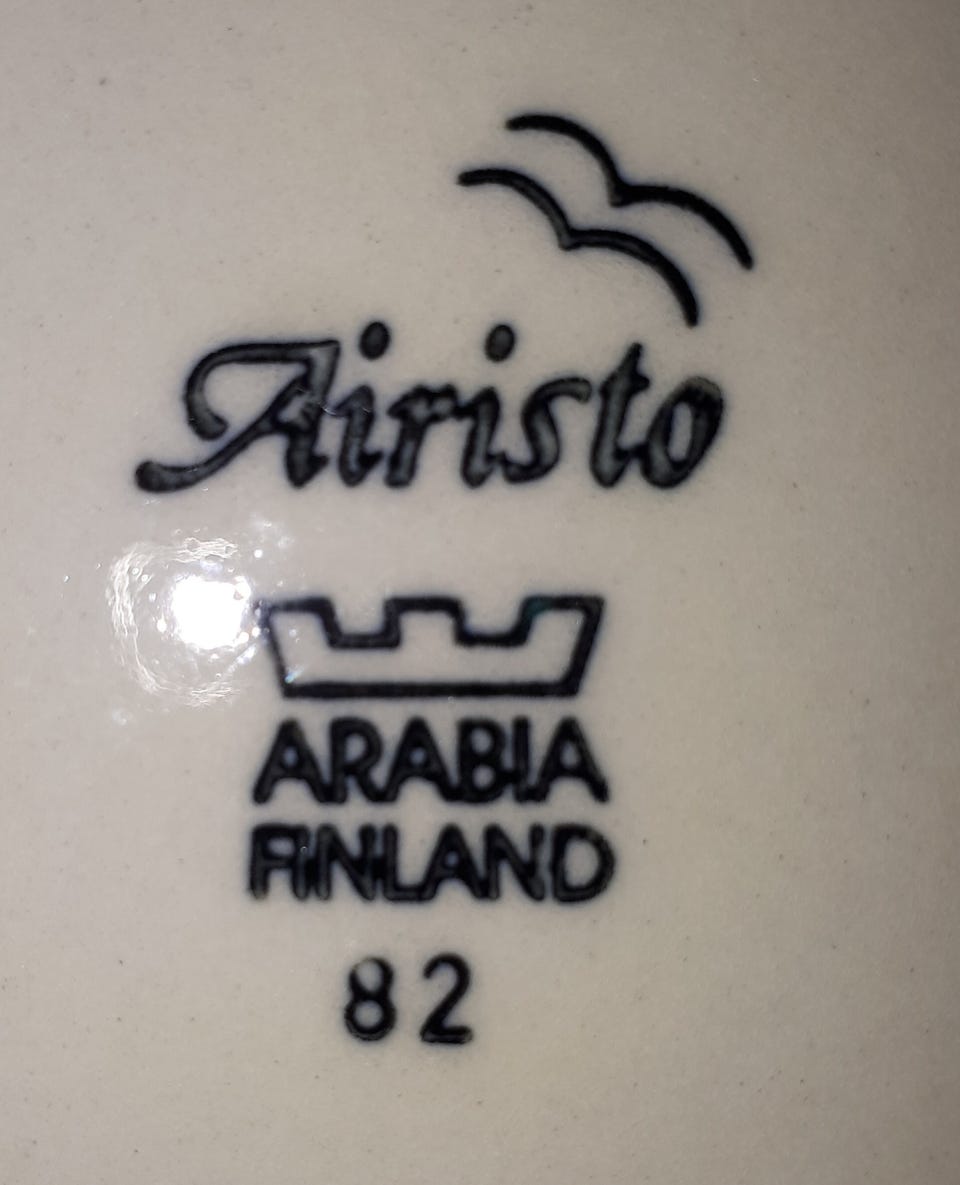 Airisto
ARABIA
FINLAND
82